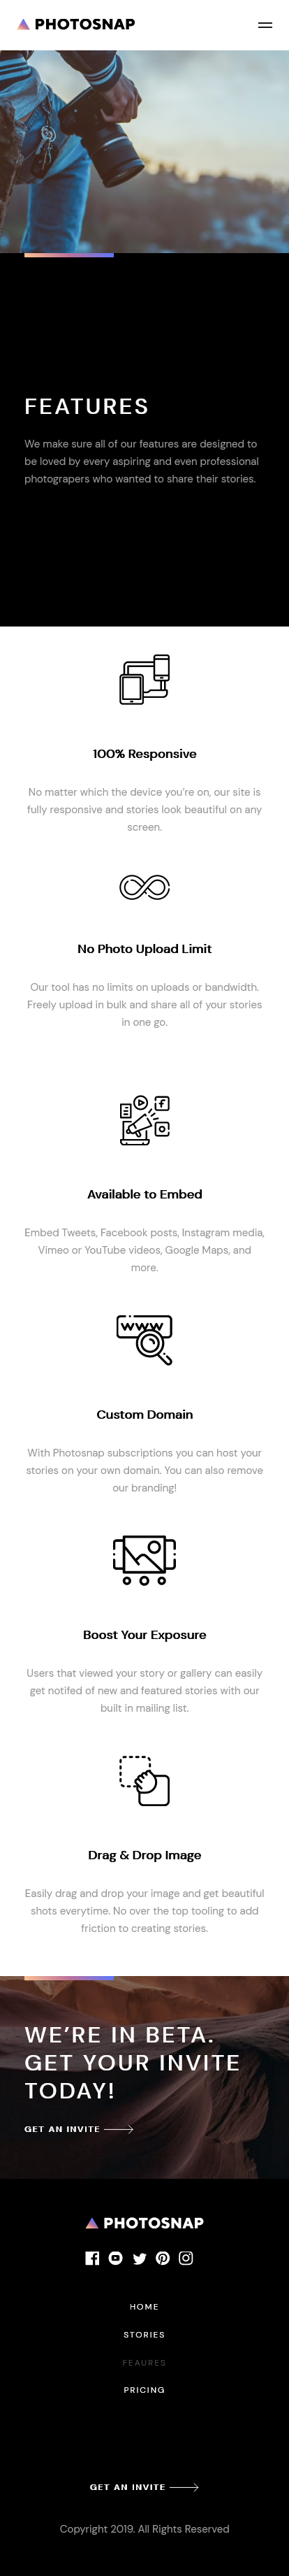 PHOTOSNAP
FEATURES
We make sure all of our features are designed to
be loved by every aspiring and even professional
photograpers who wanted to share their stories.
100% Responsive
No matter which the device you're on, our site is
fully responsive and stories look beautiful on any
screen.
No Photo Upload Limit
Our tool has no limits on uploads or bandwidth.
Freely upload in bulk and share all of your stories
in one go.
Available to Embed
Embed Tweets, Facebook posts, Instagram media,
Vimeo or YouTube videos, Google Maps, and
more.
WWW
Custom Domain
With Photosnap subscriptions you can host your
stories on your own domain. You can also remove
our branding!
Boost Your Exposure
Users that viewed your story or gallery can easily
get notifed of new and featured stories with our
built in mailing list.
Drag & Drop Image
Easily drag and drop your image and get beautiful
shots everytime. No over the top tooling to add
friction to creating stories.
WE'RE IN BETA.
GET YOUR INVITE
TODAY!
GET AN INVITE
PHOTOSNAP
HOME
STORIES
FEAURES
PRICING
GET AN INVITE
Copyright 2019. All Rights Reserved